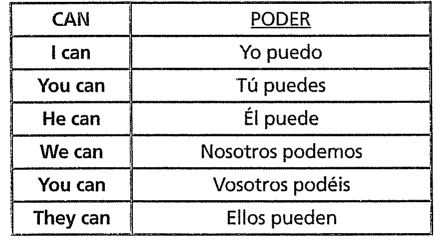 CAN PODER
I can Yo puedo
You can Tú puedes
He can Él puede
We can Nosotros podemos
You can Vosotros podéis
They can Ellos pueden